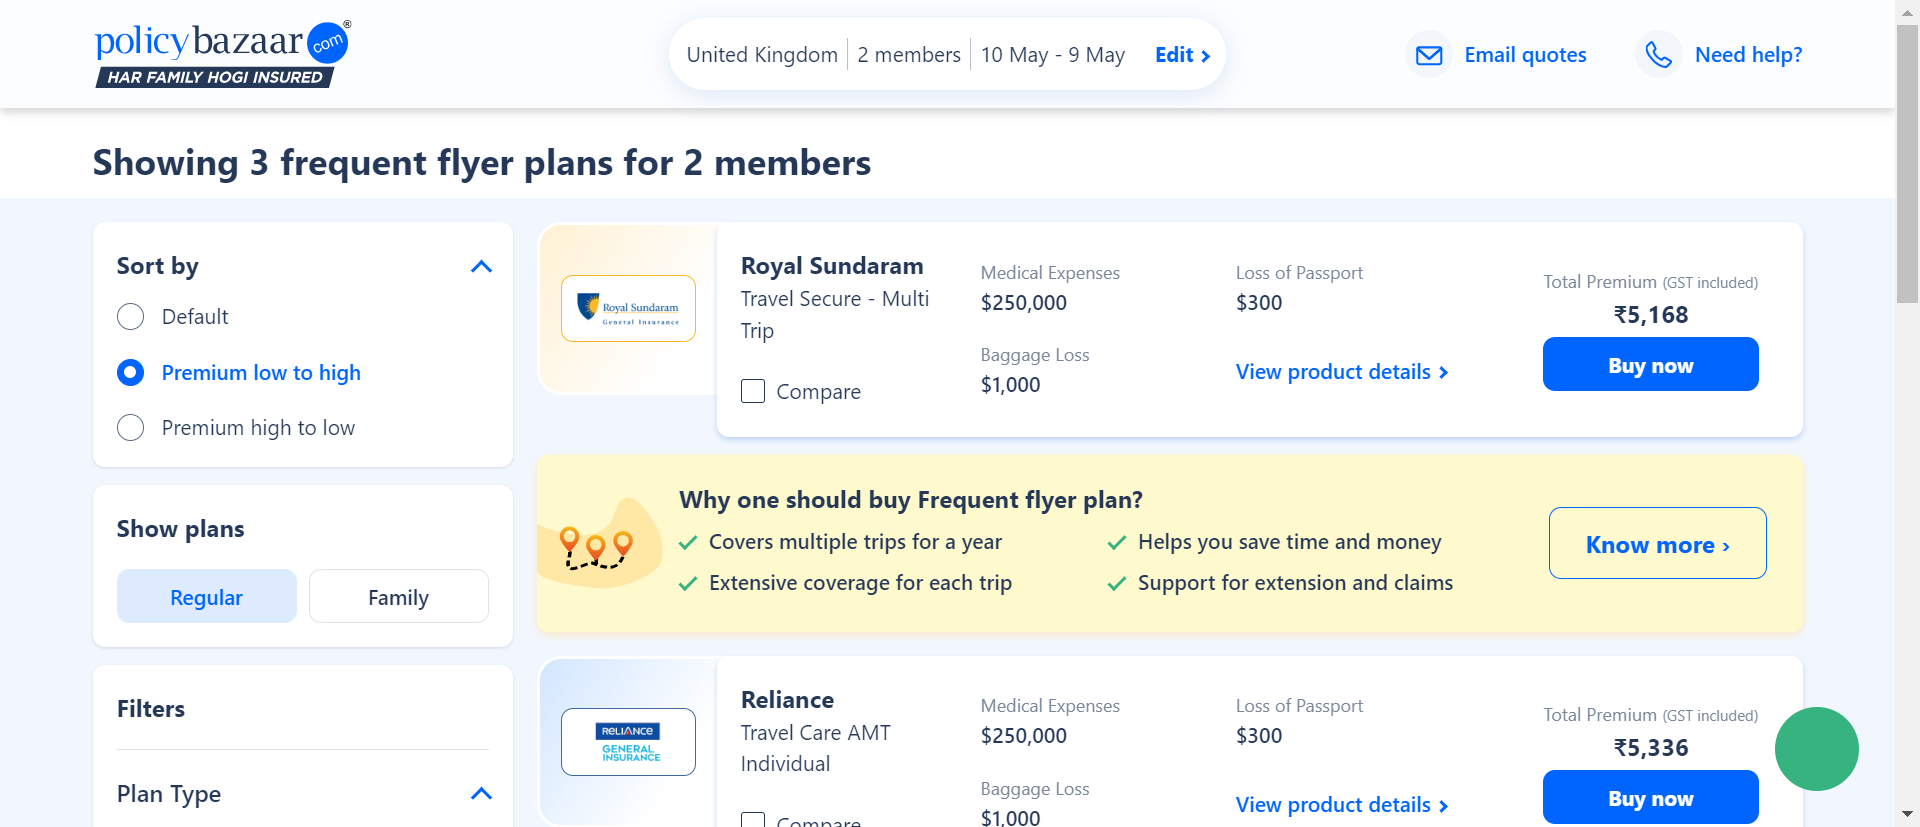 policybazaar.com®
HAR FAMILY HOGI INSURED
United Kingdom
2 members
10 May - 9 May
Edit ›
Email quotes
Need help?
Showing 3 frequent flyer plans for 2 members
Sort by
Default
Premium low to high
Premium high to low
Show plans
Regular
Family
Filters
Plan Type
Royal Sundaram
General Insurance
Royal Sundaram
Travel Secure - Multi
Trip
Compare
Medical Expenses
$250,000
Baggage Loss
$1,000
Loss of Passport
$300
View product details ›
Total Premium (GST included)
₹5,168
Buy now
Why one should buy Frequent flyer plan?
Covers multiple trips for a year
Helps you save time and money
Extensive coverage for each trip
Support for extension and claims
Know more ›
RELIANCE
GENERAL
INSURANCE
Reliance
Travel Care AMT
Individual
Compare
Medical Expenses
$250,000
Baggage Loss
$1,000
Loss of Passport
$300
View product details ›
Total Premium (GST included)
₹5,336
Buy now